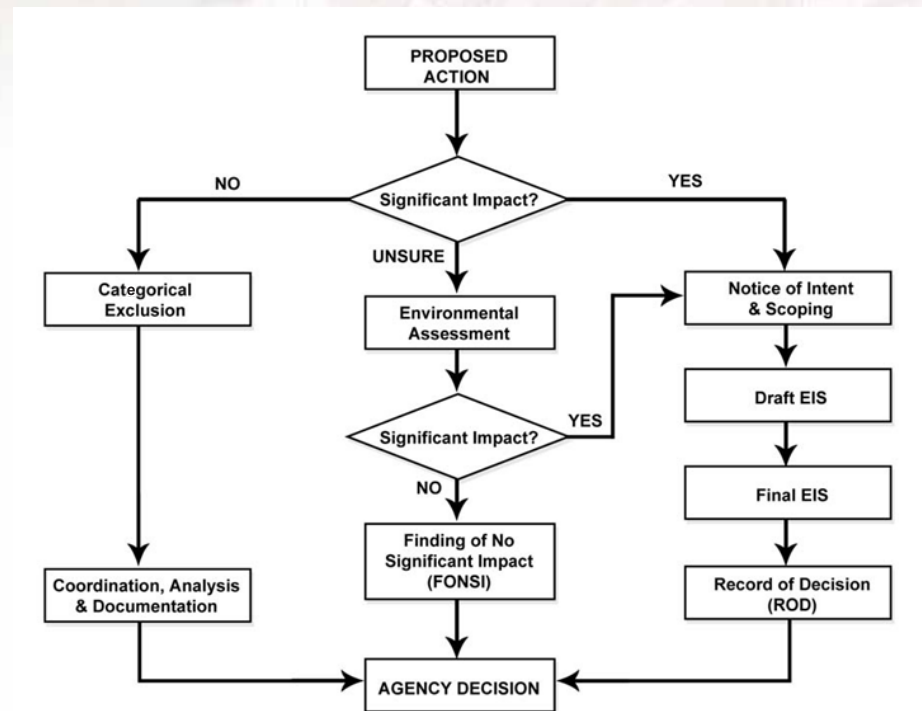 PROPOSED
ACTION
Significant Impact?
NO
YES
UNSURE
Categorical
Exclusion
Environmental
Assessment
Notice of Intent
& Scoping
Draft EIS
Significant Impact?
YES
NO
Final EIS
Finding of No
Significant Impact
(FONSI)
Coordination, Analysis
& Documentation
Record of Decision
(ROD)
AGENCY DECISION